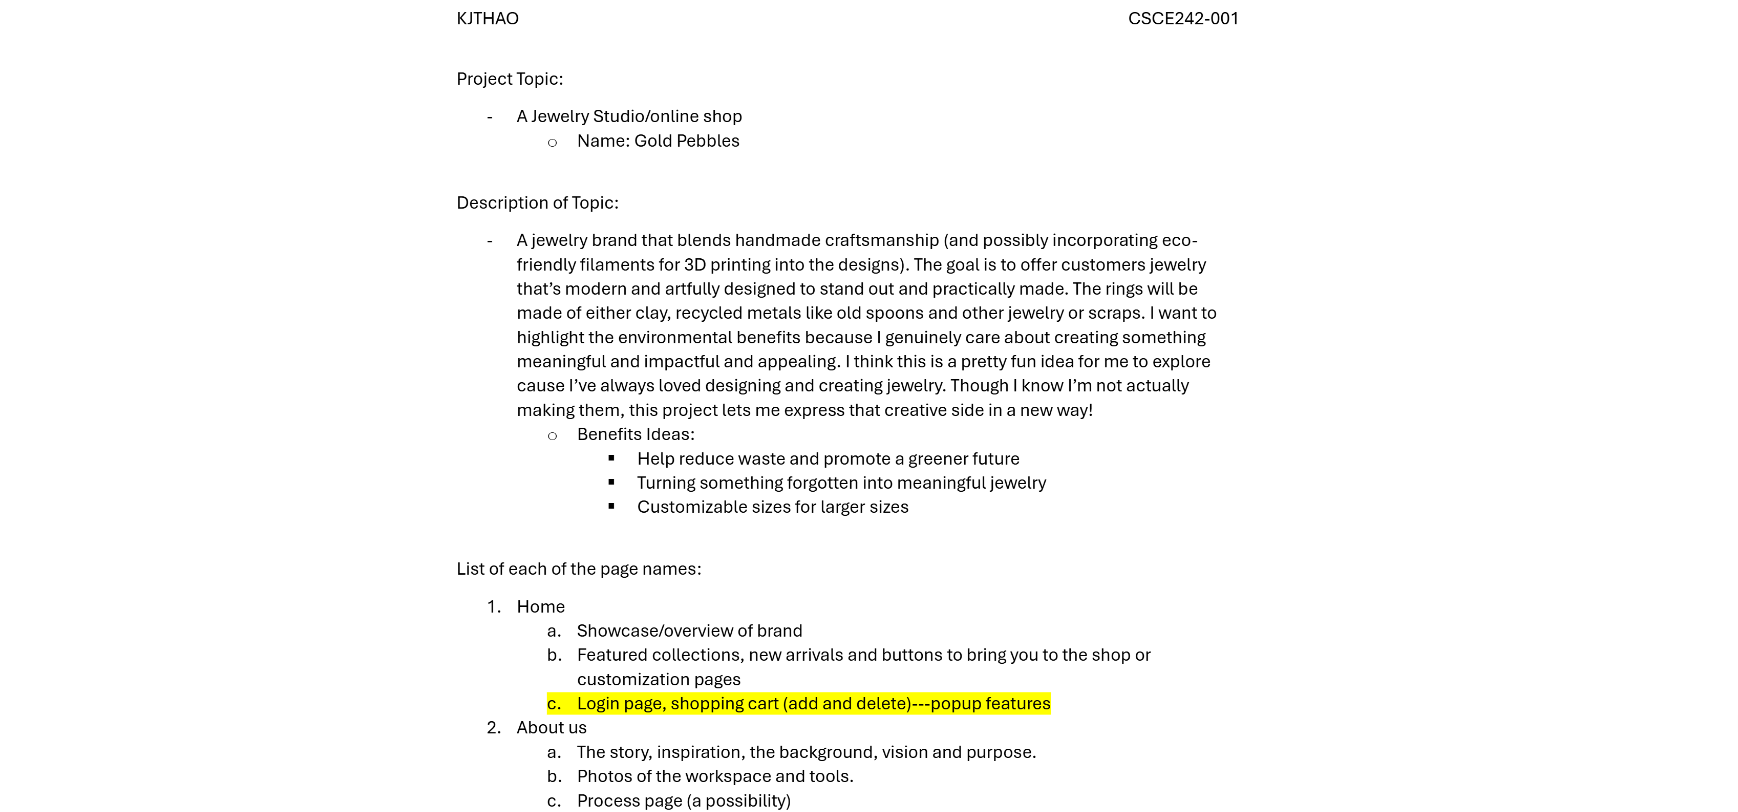 KJTHAO CSCE242-001
Project Topic:
- A Jewelry Studio/online shop
o Name: Gold Pebbles
Description of Topic:
- A jewelry brand that blends handmade craftsmanship (and possibly incorporating eco-
friendly filaments for 3D printing into the designs). The goal is to offer customers jewelry
that’s modern and artfully designed to stand out and practically made. The rings will be
made of either clay, recycled metals like old spoons and other jewelry or scraps. I want to
highlight the environmental benefits because I genuinely care about creating something
meaningful and impactful and appealing. I think this is a pretty fun idea for me to explore
cause I’ve always loved designing and creating jewelry. Though I know I’m not actually
making them, this project lets me express that creative side in a new way!
o Benefits Ideas:
▪ Help reduce waste and promote a greener future
▪ Turning something forgotten into meaningful jewelry
▪ Customizable sizes for larger sizes
List of each of the page names:
1. Home
a. Showcase/overview of brand
b. Featured collections, new arrivals and buttons to bring you to the shop or
customization pages
c. Login page, shopping cart (add and delete)---popup features
2. About us
a. The story, inspiration, the background, vision and purpose.
b. Photos of the workspace and tools.
c. Process page (a possibility)